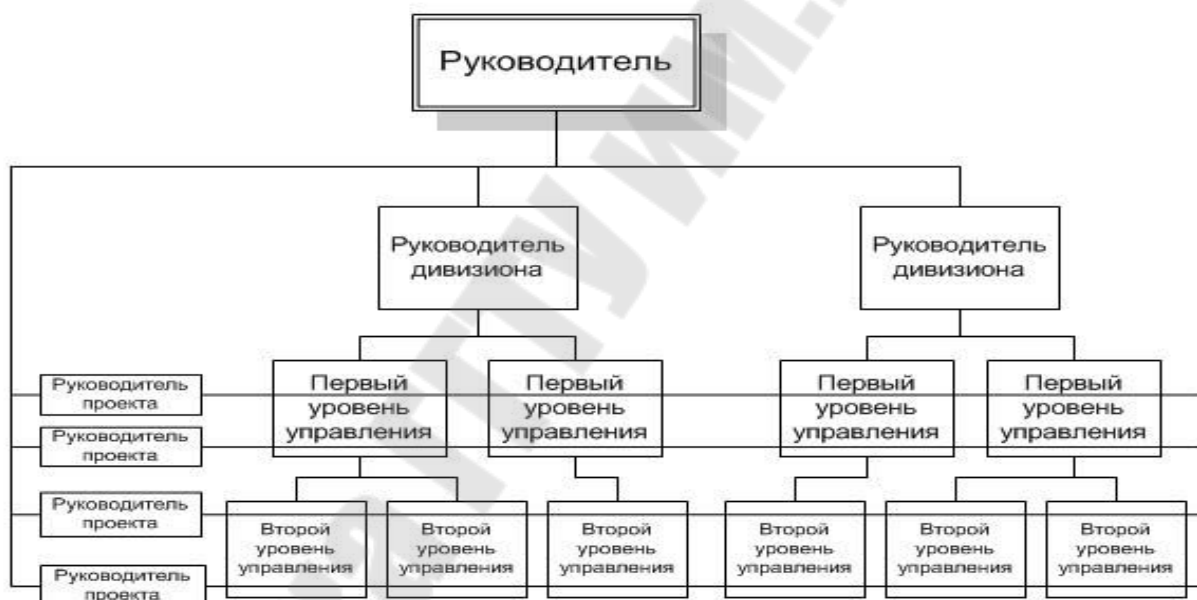 Руководитель
Руководитель
дивизиона
Руководитель
дивизиона
Руководитель
проекта
Руководитель
проекта
Руководитель
проекта
Руководитель
проекта
Первый
уровень
управления
Первый
уровень
управления
Первый
уровень
управления
Первый
уровень
управления
Второй
уровень
управления
Второй
уровень
управления
Второй
уровень
управления
Второй
уровень
управления
Второй
уровень
управления
Второй
уровень
управления
ГГТУ им.